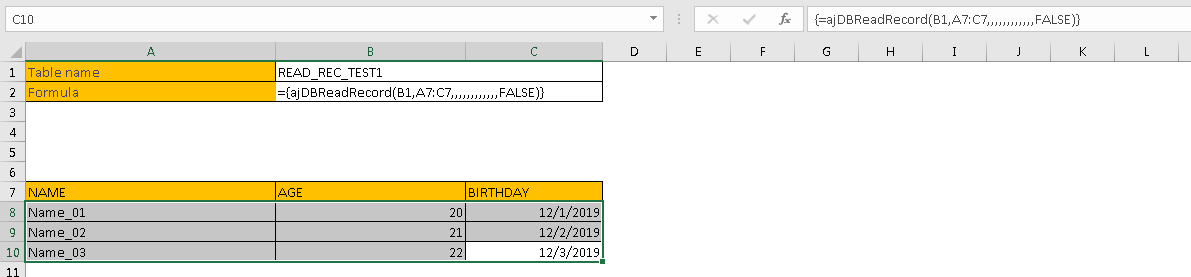 C10 fx {=ajDBReadRecord(B1,A7:C7,,,,,,,,,,,,FALSE)}
A B C D E F G H I J K L
1 Table name READ_REC_TEST1
2 Formula ={ajDBReadRecord(B1,A7:C7,,,,,,,,,,,,FALSE)}
3
4
5
6
7 NAME AGE BIRTHDAY
8 Name_01 20 12/1/2019
9 Name_02 21 12/2/2019
10 Name_03 22 12/3/2019
11